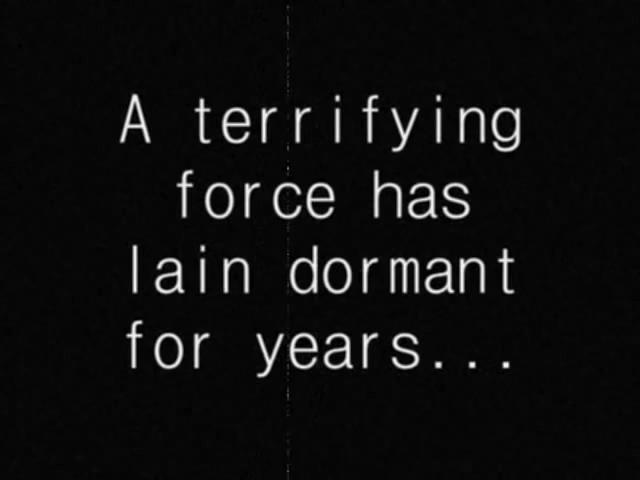 A terrifying
force has
lain dormant
for years...